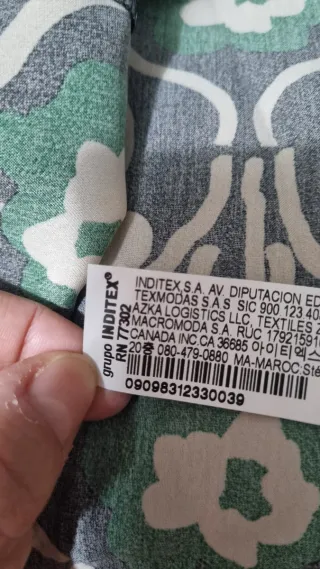 grupo INDITEX®
RN 77302
INDITEX,S.A. AV. DIPUTACION ED
TEXMODAS S.A.S. SIC 900 123 40
AZKA LOGISTICS LLC TEXTILES
MACROMODA S.A. RUC 1792159
CANADA INC.CA 36685 아이티엑스
080-479-0880 MA-MAROC:Sté
09098312330039